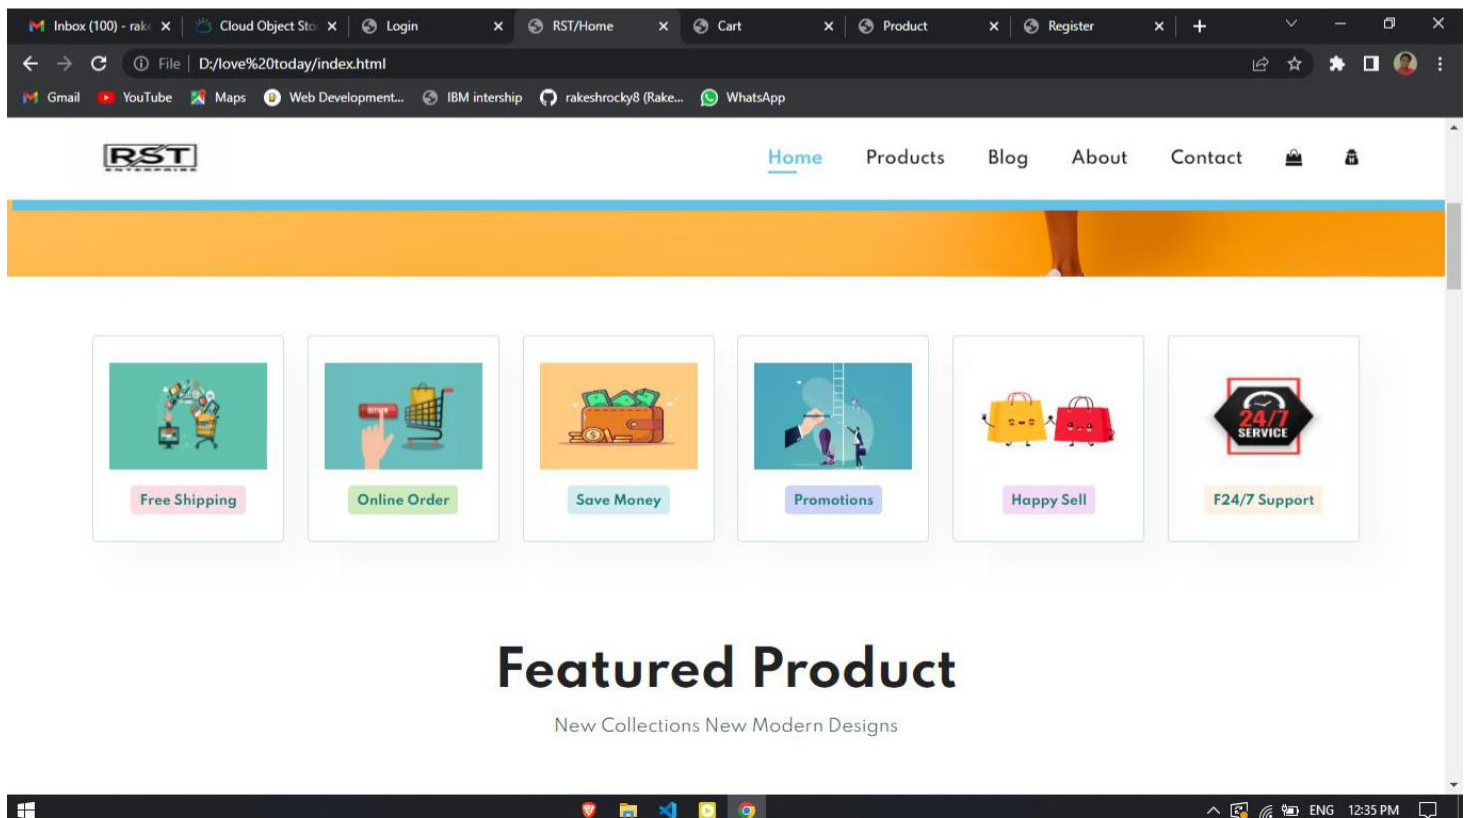 Inbox (100) - rak
Cloud Object Sto
Login
RST/Home
Cart
Product
Register
File
D:/love%20today/index.html
Gmail
YouTube
Maps
Web Development...
IBM intership
rakeshrocky8 (Rake...
WhatsApp
RST
ENTERPRISE
Home
Products
Blog
About
Contact
24/7
SERVICE
Free Shipping
Online Order
Save Money
Promotions
Happy Sell
F24/7 Support
Featured Product
New Collections New Modern Designs
ENG 12:35 PM